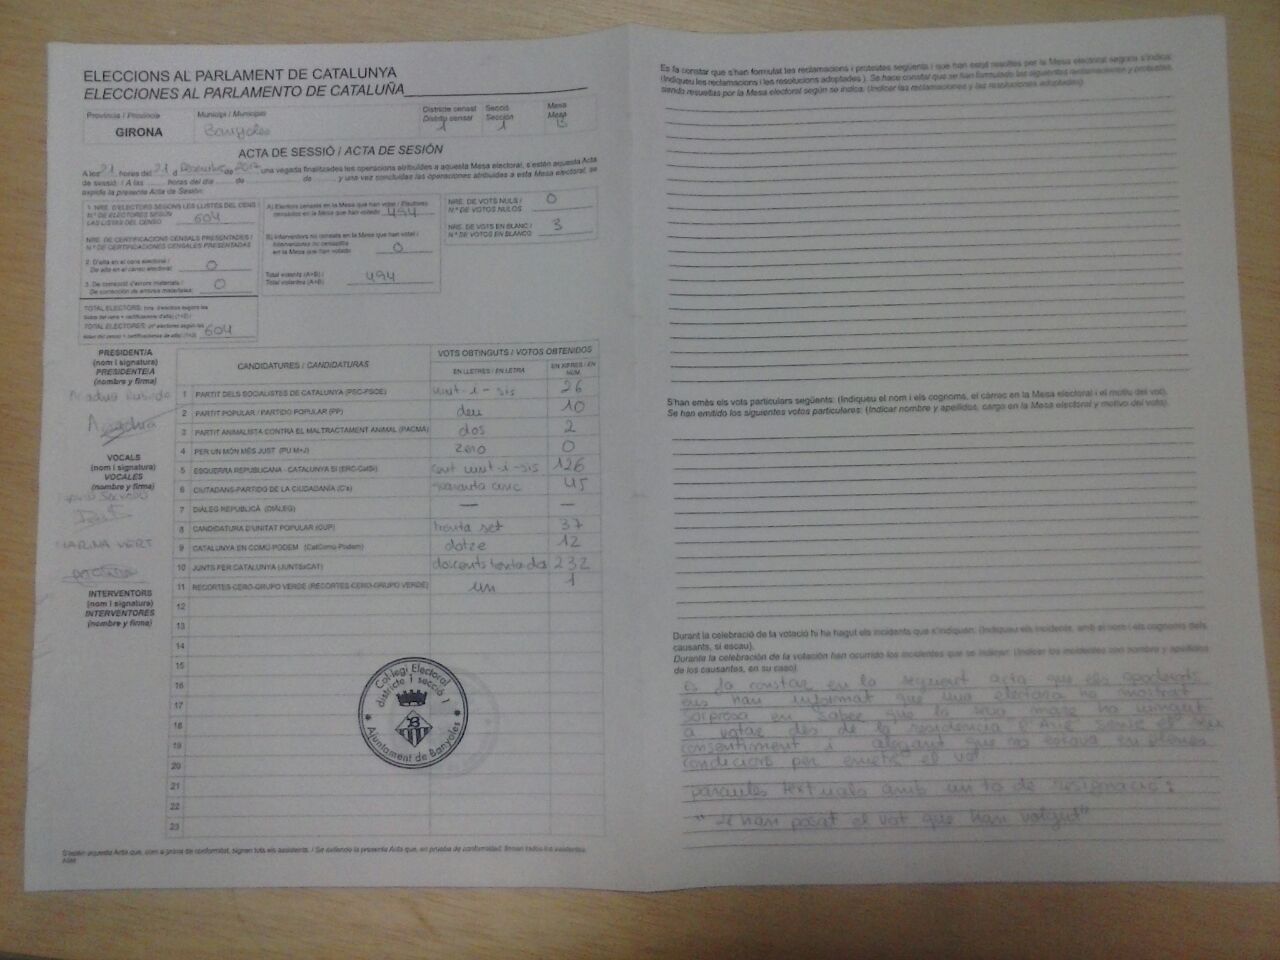 ELECCIONS AL PARLAMENT DE CATALUNYA
ELECCIONES AL PARLAMENTO DE CATALUÑA
Província / Provincia
GIRONA
Municipi / Municipio
Banyoles
Districte censal
Distrito censal
1
Secció
Sección
1
Mesa
Mesa
B
ACTA DE SESSIÓ / ACTA DE SESIÓN
A les 21 hores del 21 d Desembre de 2017 una vegada finalitzades les operacions atribuïdes a aquesta Mesa electoral, s'estén aquesta Acta
de sessió. / A las horas del día de de y una vez concluidas las operaciones atribuidas a esta Mesa electoral, se
expide la presente Acta de Sesión.
1. NRE. D'ELECTORS SEGONS LES LLISTES DEL CENS /
N.º DE ELECTORES SEGÚN
LAS LISTAS DEL CENSO 604
NRE. DE CERTIFICACIONS CENSALS PRESENTADES /
N.º DE CERTIFICACIONES CENSALES PRESENTADAS
2. D'alta en el cens electoral /
De alta en el censo electoral: 0
3. De correcció d'errors materials /
De corrección de errores materiales: 0
TOTAL ELECTORS:
TOTAL ELECTORES: 604
A) Electors censats en la Mesa que han votat / Electores
censados en la Mesa que han votado 494
B) Interventors no censats en la Mesa que han votat /
Interventores no censados
en la Mesa que han votado 0
Total votants (A+B) /
Total votantes (A+B) 494
NRE. DE VOTS NULS /
N.º DE VOTOS NULOS 0
NRE. DE VOTS EN BLANC /
N.º DE VOTOS EN BLANCO 3
PRESIDENT/A
(nom i signatura)
PRESIDENTE/A
(nombre y firma)
VOCALS
(nom i signatura)
VOCALES
(nombre y firma)
MARINA VERT
INTERVENTORS
(nom i signatura)
INTERVENTORES
(nombre y firma)
CANDIDATURES / CANDIDATURAS
VOTS OBTINGUTS / VOTOS OBTENIDOS
EN LLETRES / EN LETRA
EN XIFRES / EN NÚM.
1 PARTIT DELS SOCIALISTES DE CATALUNYA (PSC-PSOE) vint-i-sis 26
2 PARTIT POPULAR / PARTIDO POPULAR (PP) deu 10
3 PARTIT ANIMALISTA CONTRA EL MALTRACTAMENT ANIMAL (PACMA) dos 2
4 PER UN MÓN MÉS JUST (PUM+J) zero 0
5 ESQUERRA REPUBLICANA - CATALUNYA SÍ (ERC-CatSí) cent vint-i-sis 126
6 CIUTADANS-PARTIDO DE LA CIUDADANÍA (C's) quaranta cinc 45
7 DIÀLEG REPUBLICÀ (DIÀLEG) — —
8 CANDIDATURA D'UNITAT POPULAR (CUP) trenta set 37
9 CATALUNYA EN COMÚ-PODEM (CatComú-Podem) dotze 12
10 JUNTS PER CATALUNYA (JUNTSxCAT) doscents trenta dos 232
11 RECORTES-CERO-GRUPO VERDE (RECORTES-CERO-GRUPO VERDE) un 1
12
13
14
15
16
17
18
19
20
21
22
23
Col·legi Electoral
districte 1 secció 1
Ajuntament de Banyoles
S'estén aquesta Acta que, com a prova de conformitat, signen tots els assistents. / Se extiende la presente Acta que, en prueba de conformidad, firman todos los asistentes.
Es fa constar que s'han formulat les reclamacions i protestes següents i que han estat resoltes per la Mesa electoral segons s'indica:
(Indiqueu les reclamacions i les resolucions adoptades). Se hace constar que se han formulado las siguientes reclamaciones y protestas,
siendo resueltas por la Mesa electoral según se indica: (Indicar las reclamaciones y las resoluciones adoptadas).
S'han emès els vots particulars següents: (Indiqueu el nom i els cognoms, el càrrec en la Mesa electoral i el motiu del vot).
Se han emitido los siguientes votos particulares: (Indicar nombre y apellidos, cargo en la Mesa electoral y motivo del voto).
Durant la celebració de la votació hi ha hagut els incidents que s'indiquen: (Indiqueu els incidents, amb el nom i els cognoms dels
causants, si escau).
Durante la celebración de la votación han ocurrido los incidentes que se indican: (Indicar los incidentes con nombre y apellidos
de los causantes, en su caso).
Es fa constar en la següent acta que els apoderats
ens han informat que una electora ha mostrat
sorpresa en saber que la seva mare ha vingut
a votar des de la residència sense el seu
consentiment i alegant que no estava en plenes
condicions per emetre el vot
paraules textuals amb un to de resignació:
"Li han posat el vot que han volgut"